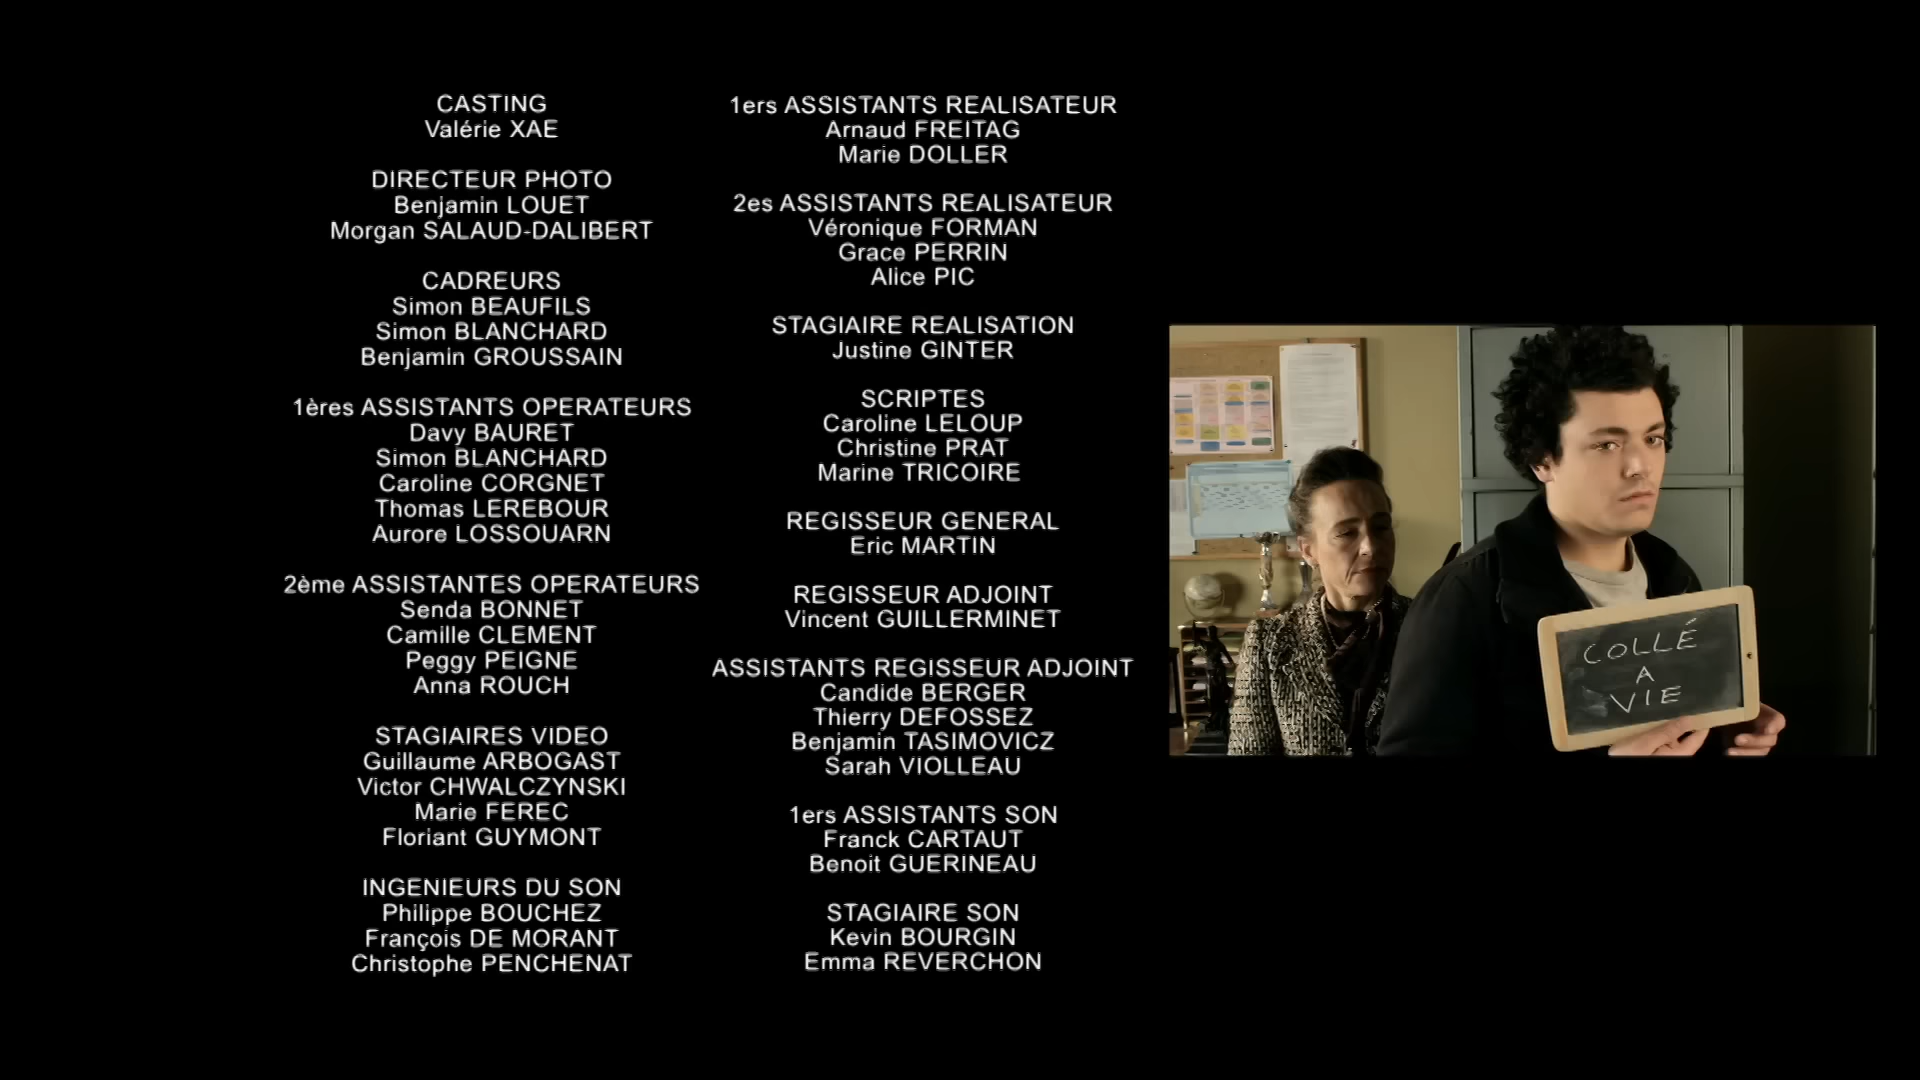 CASTING
Valérie XAE
DIRECTEUR PHOTO
Benjamin LOUET
Morgan SALAUD-DALIBERT
CADREURS
Simon BEAUFILS
Simon BLANCHARD
Benjamin GROUSSAIN
1ères ASSISTANTS OPERATEURS
Davy BAURET
Simon BLANCHARD
Caroline CORGNET
Thomas LEREBOUR
Aurore LOSSOUARN
2ème ASSISTANTES OPERATEURS
Senda BONNET
Camille CLEMENT
Peggy PEIGNE
Anna ROUCH
STAGIAIRES VIDEO
Guillaume ARBOGAST
Victor CHWALCZYNSKI
Marie FEREC
Floriant GUYMONT
INGENIEURS DU SON
Philippe BOUCHEZ
François DE MORANT
Christophe PENCHENAT
1ers ASSISTANTS REALISATEUR
Arnaud FREITAG
Marie DOLLER
2es ASSISTANTS REALISATEUR
Véronique FORMAN
Grace PERRIN
Alice PIC
STAGIAIRE REALISATION
Justine GINTER
SCRIPTES
Caroline LELOUP
Christine PRAT
Marine TRICOIRE
REGISSEUR GENERAL
Eric MARTIN
REGISSEUR ADJOINT
Vincent GUILLERMINET
ASSISTANTS REGISSEUR ADJOINT
Candide BERGER
Thierry DEFOSSEZ
Benjamin TASIMOVICZ
Sarah VIOLLEAU
1ers ASSISTANTS SON
Franck CARTAUT
Benoit GUERINEAU
STAGIAIRE SON
Kevin BOURGIN
Emma REVERCHON
COLLÉ
A
VIE